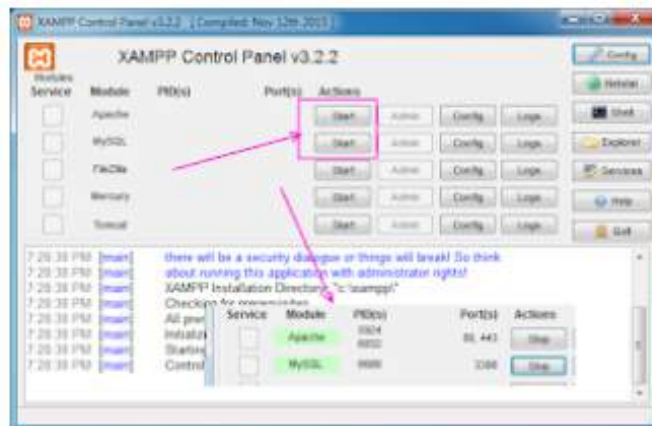 XAMPP Control Panel v3.2.2 [Compiled: Nov 12th 2015]
XAMPP Control Panel v3.2.2
Modules
Service Module PID(s) Port(s) Actions
Apache Start Admin Config Logs
MySQL Start Admin Config Logs
FileZilla Start Admin Config Logs
Mercury Start Admin Config Logs
Tomcat Start Admin Config Logs
Config
Netstat
Shell
Explorer
Services
Help
Quit
7:28:38 PM [main] there will be a security dialogue or things will break! So think
7:28:38 PM [main] about running this application with administrator rights!
7:28:38 PM [main] XAMPP Installation Directory: "c:\xampp\"
7:28:38 PM [main] Checking for prerequisites
7:28:38 PM [main] All prer
7:28:38 PM [main] Initializi
7:28:38 PM [main] Starting
7:28:38 PM [main] Control
Service Module PID(s) Port(s) Actions
Apache 80, 443 Stop
MySQL Stop